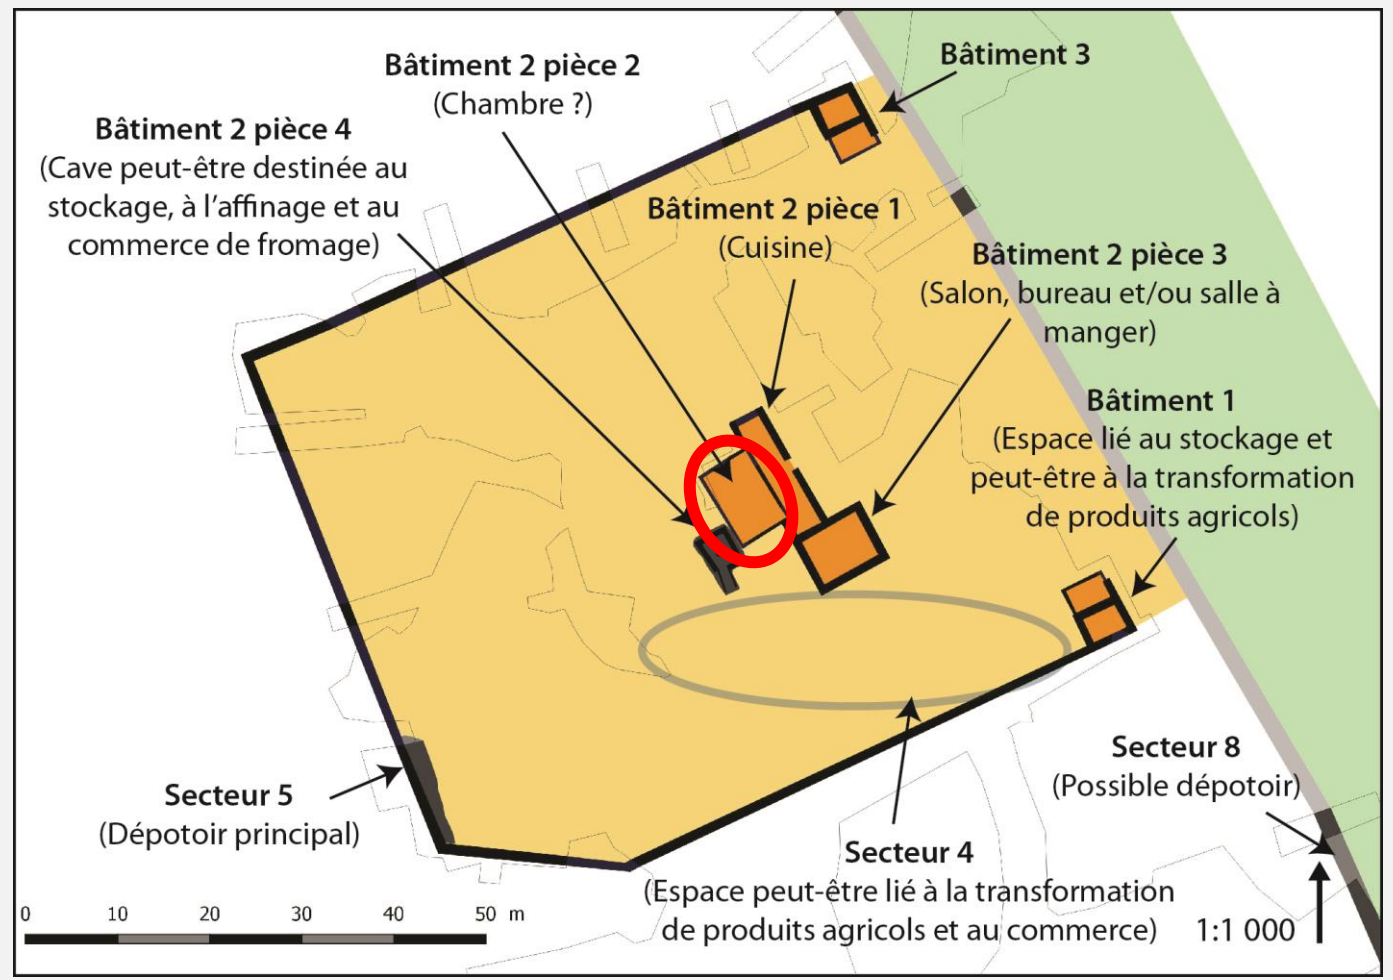 Bâtiment 2 pièce 2
(Chambre ?)
Bâtiment 3
Bâtiment 2 pièce 4
(Cave peut-être destinée au
stockage, à l’affinage et au
commerce de fromage)
Bâtiment 2 pièce 1
(Cuisine)
Bâtiment 2 pièce 3
(Salon, bureau et/ou salle à
manger)
Bâtiment 1
(Espace lié au stockage et
peut-être à la transformation
de produits agricols)
Secteur 5
(Dépotoir principal)
Secteur 8
(Possible dépotoir)
Secteur 4
(Espace peut-être lié à la transformation
de produits agricols et au commerce)
0 10 20 30 40 50 m
1:1 000